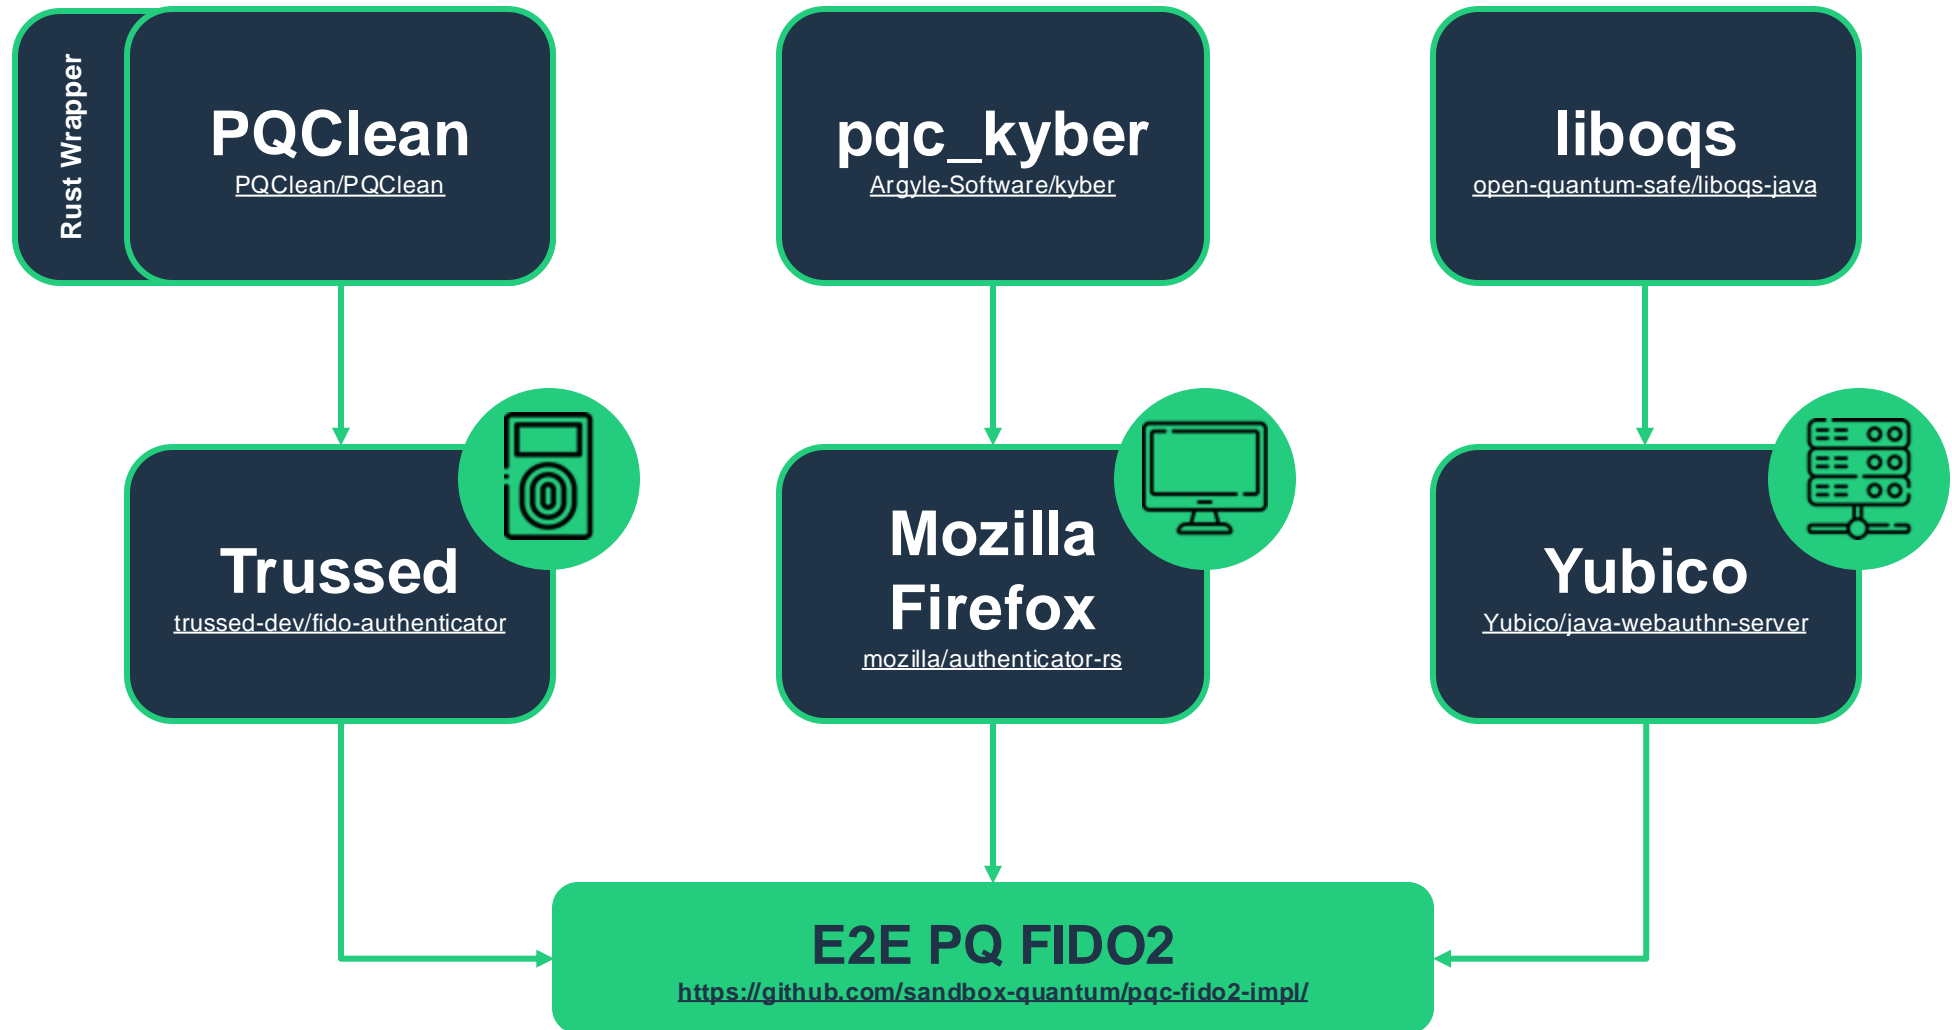 Rust Wrapper
PQClean
PQClean/PQClean
pqc_kyber
Argyle-Software/kyber
liboqs
open-quantum-safe/liboqs-java
Trussed
trussed-dev/fido-authenticator
Mozilla
Firefox
mozilla/authenticator-rs
Yubico
Yubico/java-webauthn-server
E2E PQ FIDO2
https://github.com/sandbox-quantum/pqc-fido2-impl/